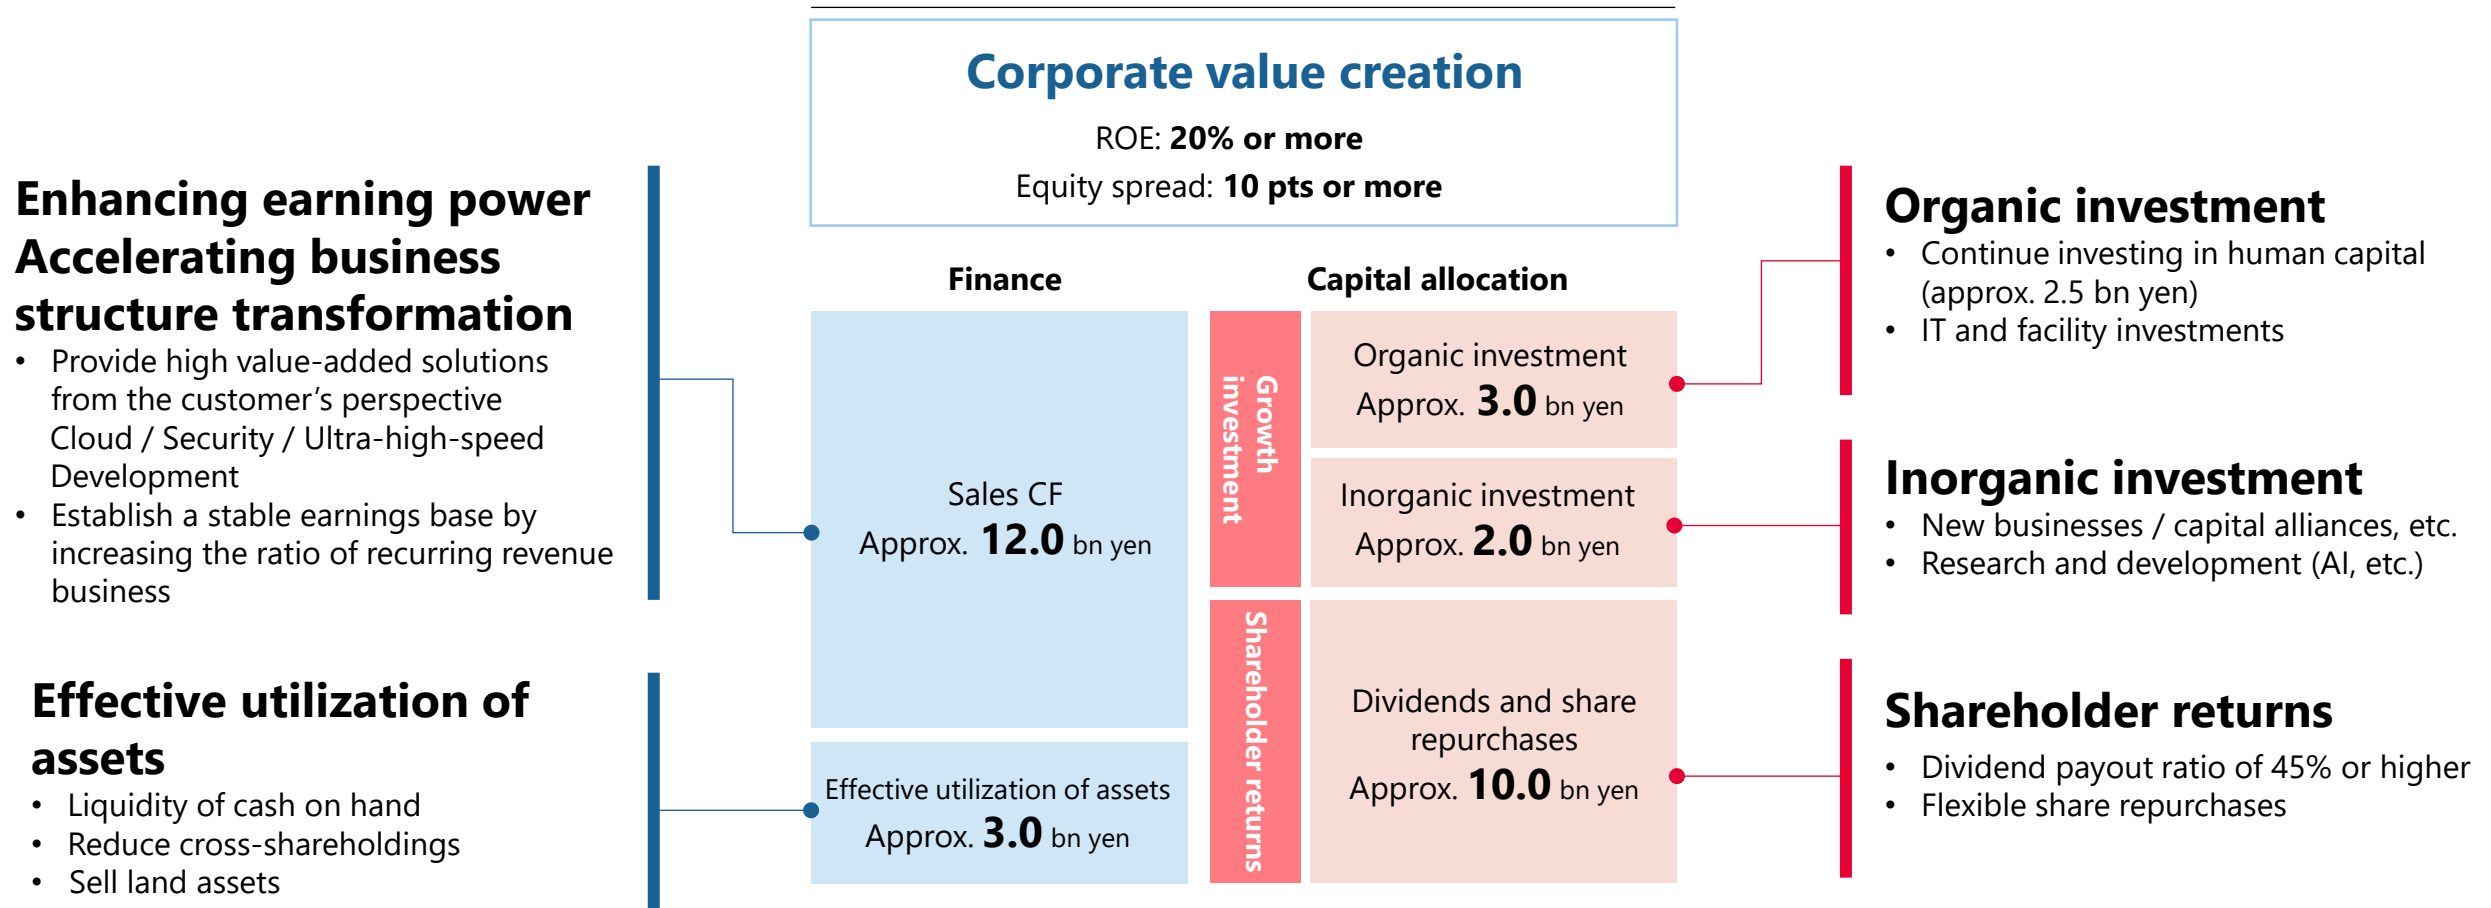 Corporate value creation
ROE: 20% or more
Equity spread: 10 pts or more
Enhancing earning power
Accelerating business
structure transformation
• Provide high value-added solutions
from the customer’s perspective
Cloud / Security / Ultra-high-speed
Development
• Establish a stable earnings base by
increasing the ratio of recurring revenue
business
Effective utilization of
assets
• Liquidity of cash on hand
• Reduce cross-shareholdings
• Sell land assets
Finance
Sales CF
Approx. 12.0 bn yen
Effective utilization of assets
Approx. 3.0 bn yen
Capital allocation
Growth
investment
Organic investment
Approx. 3.0 bn yen
Inorganic investment
Approx. 2.0 bn yen
Shareholder returns
Dividends and share
repurchases
Approx. 10.0 bn yen
Organic investment
• Continue investing in human capital
(approx. 2.5 bn yen)
• IT and facility investments
Inorganic investment
• New businesses / capital alliances, etc.
• Research and development (AI, etc.)
Shareholder returns
• Dividend payout ratio of 45% or higher
• Flexible share repurchases